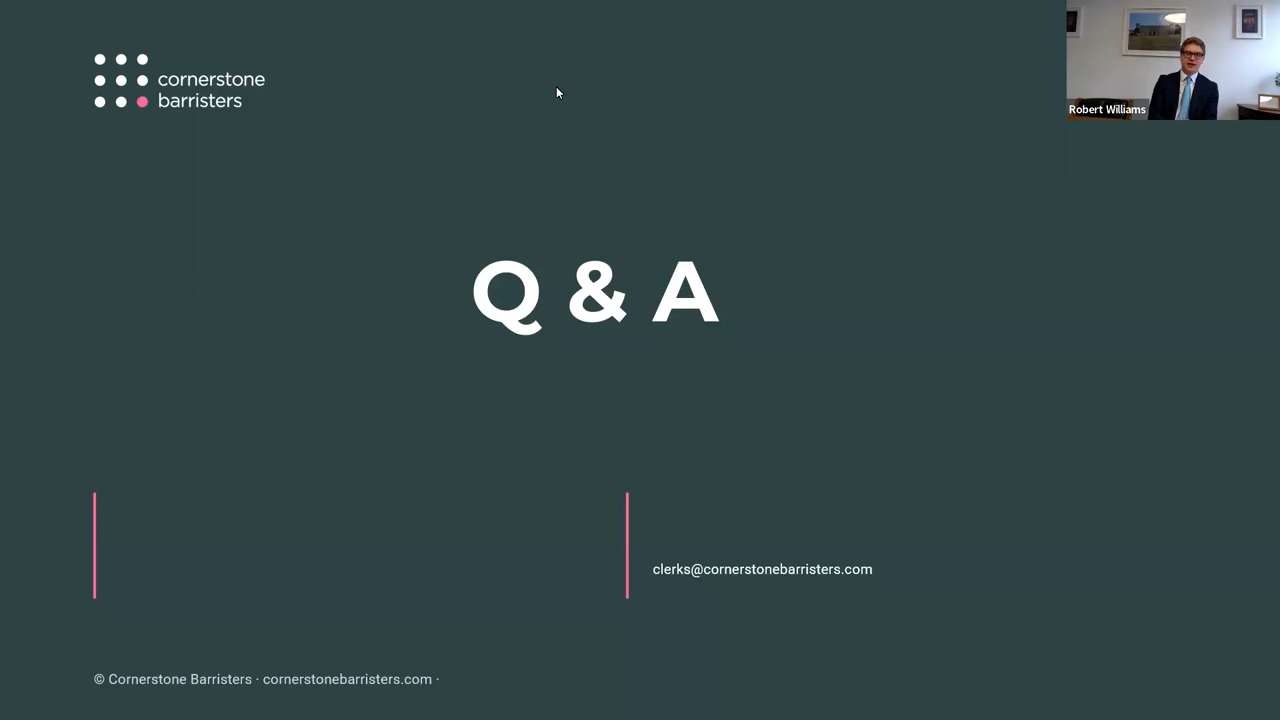 cornerstone
barristers
Robert Williams
Q & A
clerks@cornerstonebarristers.com
© Cornerstone Barristers · cornerstonebarristers.com ·